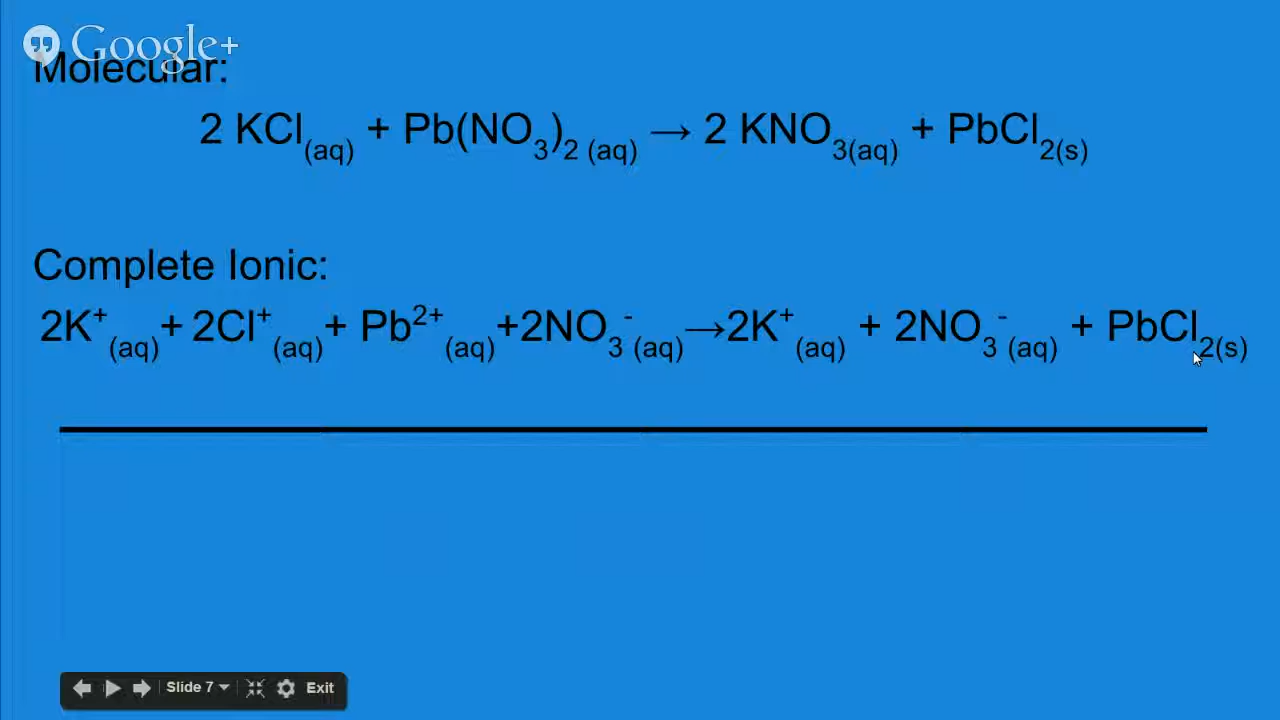 Google+
Molecular:
2 KCl(aq) + Pb(NO3)2 (aq) → 2 KNO3(aq) + PbCl2(s)
Complete Ionic:
2K+(aq)+ 2Cl+(aq)+ Pb2+(aq)+2NO3-(aq)→2K+(aq) + 2NO3-(aq) + PbCl2(s)
Slide 7 Exit